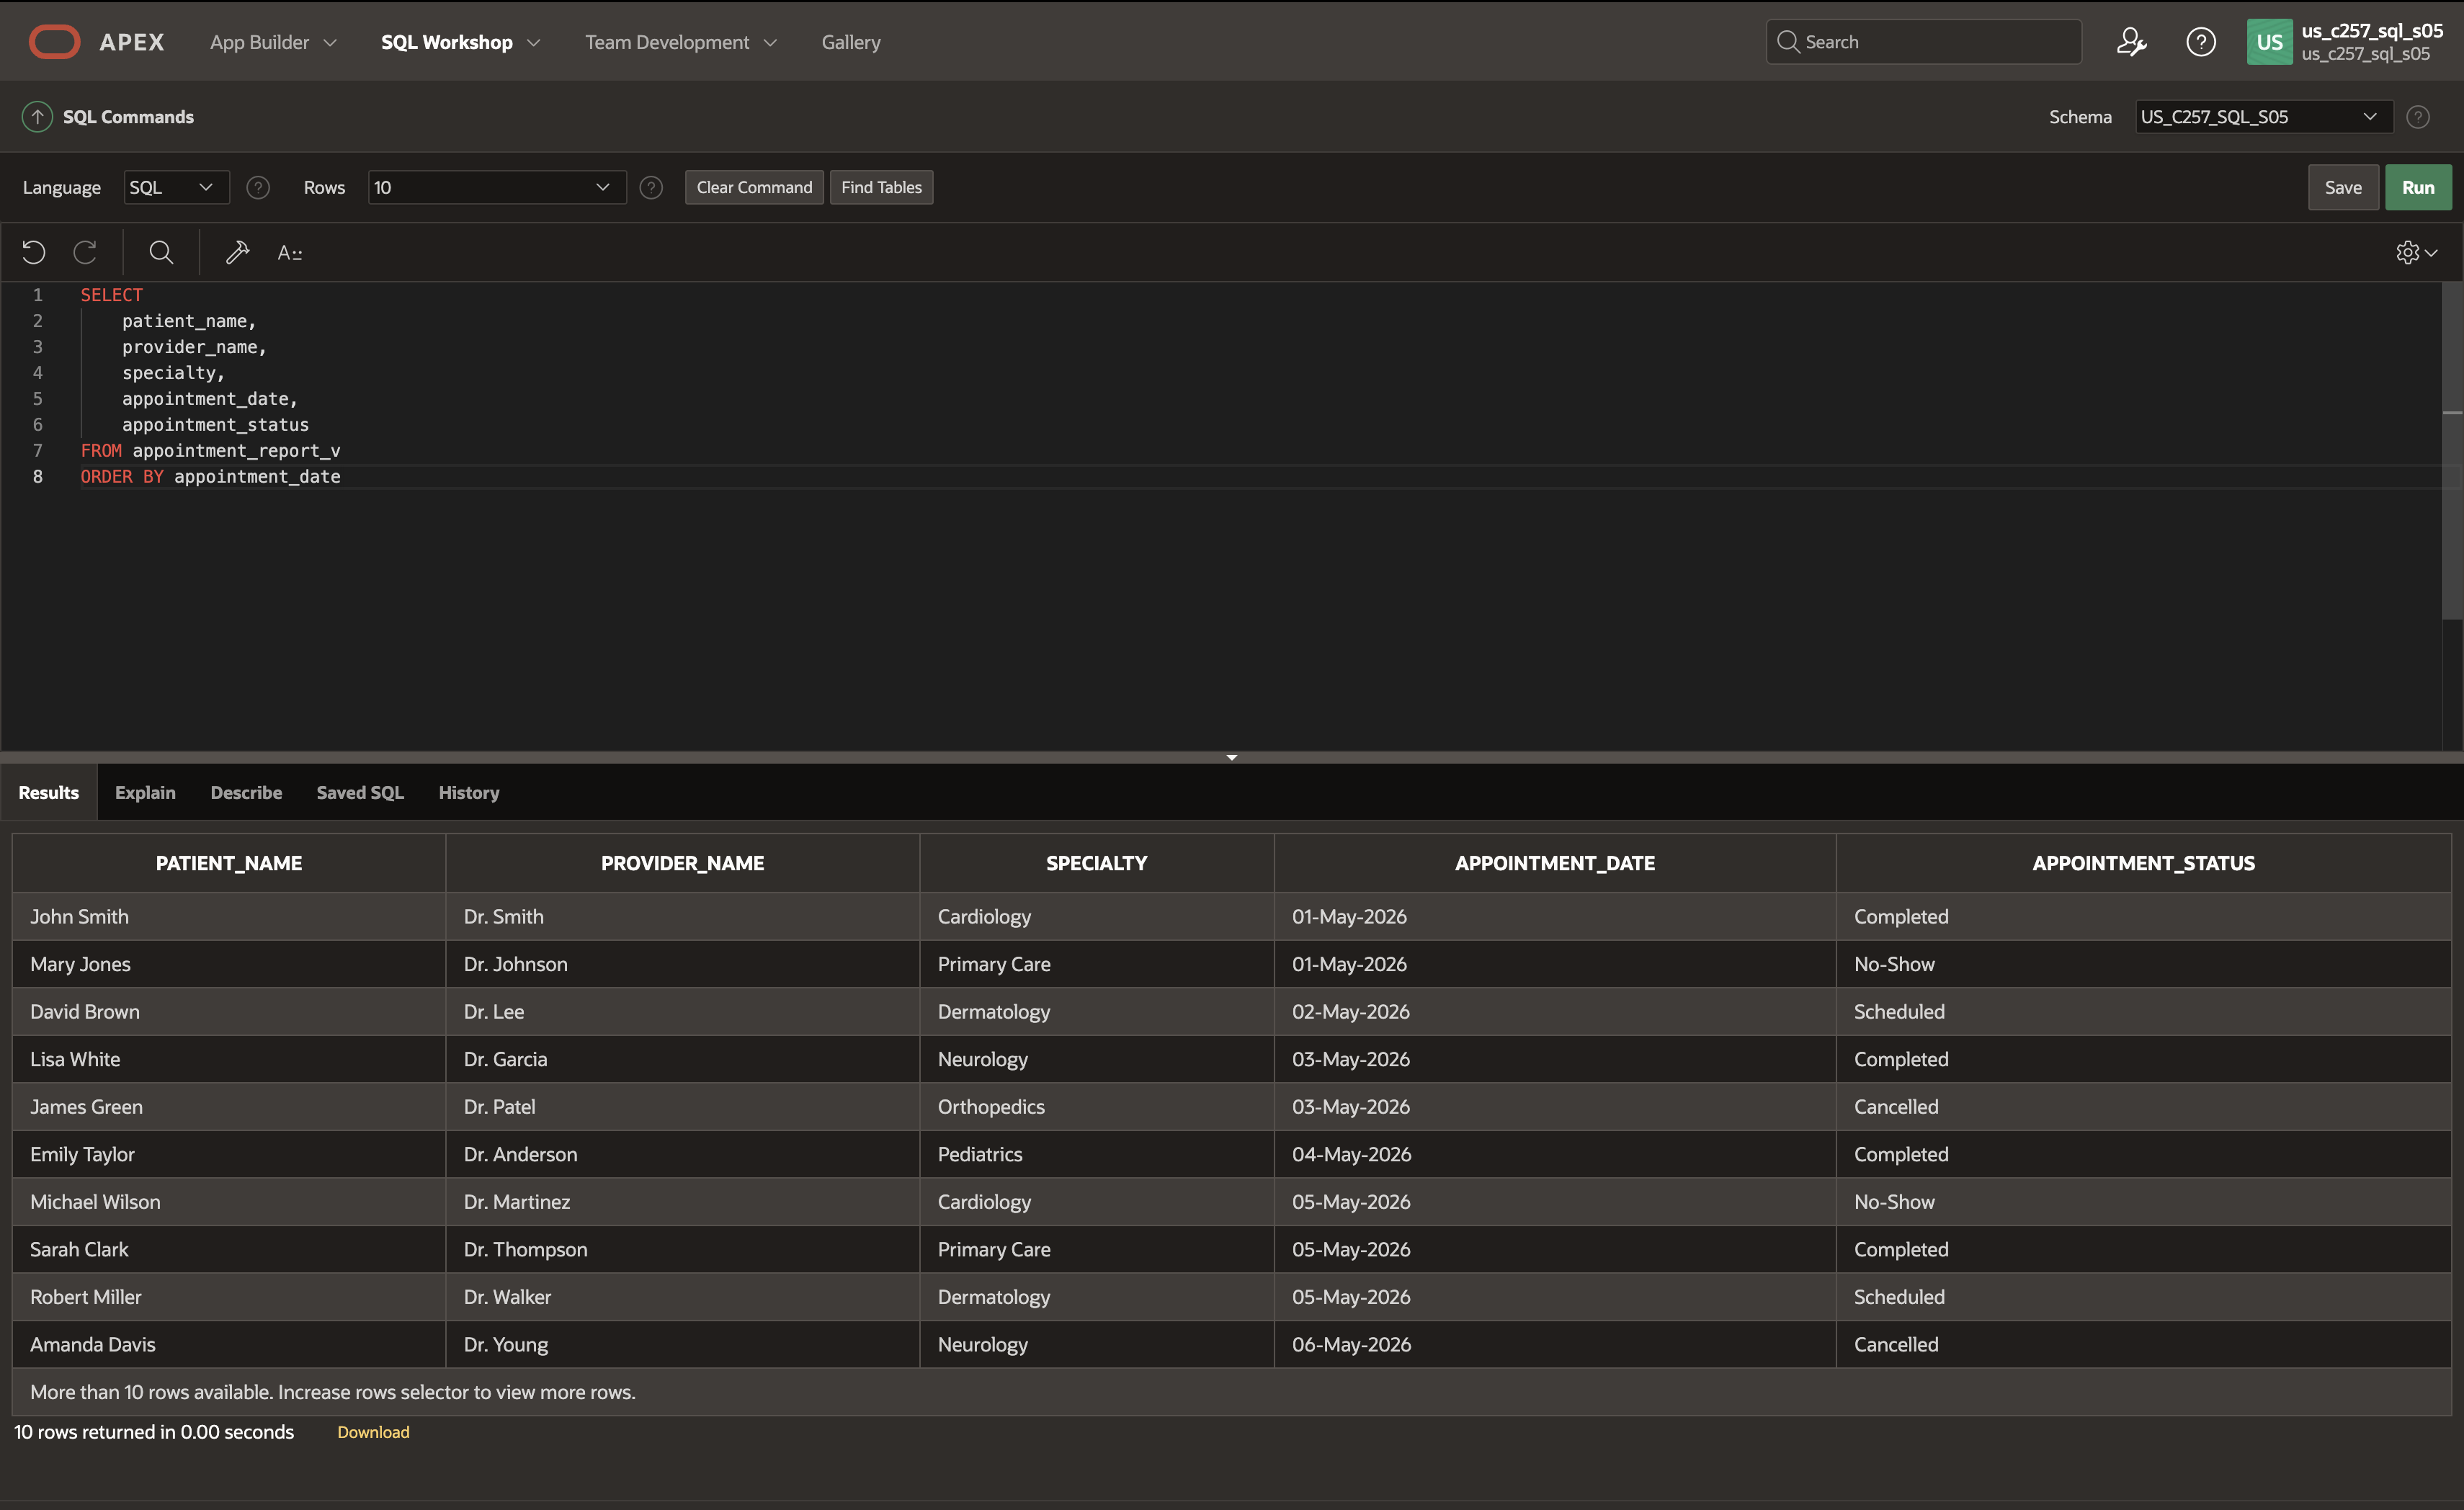 APEX App Builder SQL Workshop Team Development Gallery Search US us_c257_sql_s05
us_c257_sql_s05
SQL Commands Schema US_C257_SQL_S05
Language SQL Rows 10 Clear Command Find Tables Save Run
A
1 SELECT
2 patient_name,
3 provider_name,
4 specialty,
5 appointment_date,
6 appointment_status
7 FROM appointment_report_v
8 ORDER BY appointment_date
Results Explain Describe Saved SQL History
PATIENT_NAME PROVIDER_NAME SPECIALTY APPOINTMENT_DATE APPOINTMENT_STATUS
John Smith Dr. Smith Cardiology 01-May-2026 Completed
Mary Jones Dr. Johnson Primary Care 01-May-2026 No-Show
David Brown Dr. Lee Dermatology 02-May-2026 Scheduled
Lisa White Dr. Garcia Neurology 03-May-2026 Completed
James Green Dr. Patel Orthopedics 03-May-2026 Cancelled
Emily Taylor Dr. Anderson Pediatrics 04-May-2026 Completed
Michael Wilson Dr. Martinez Cardiology 05-May-2026 No-Show
Sarah Clark Dr. Thompson Primary Care 05-May-2026 Completed
Robert Miller Dr. Walker Dermatology 05-May-2026 Scheduled
Amanda Davis Dr. Young Neurology 06-May-2026 Cancelled
More than 10 rows available. Increase rows selector to view more rows.
10 rows returned in 0.00 seconds Download